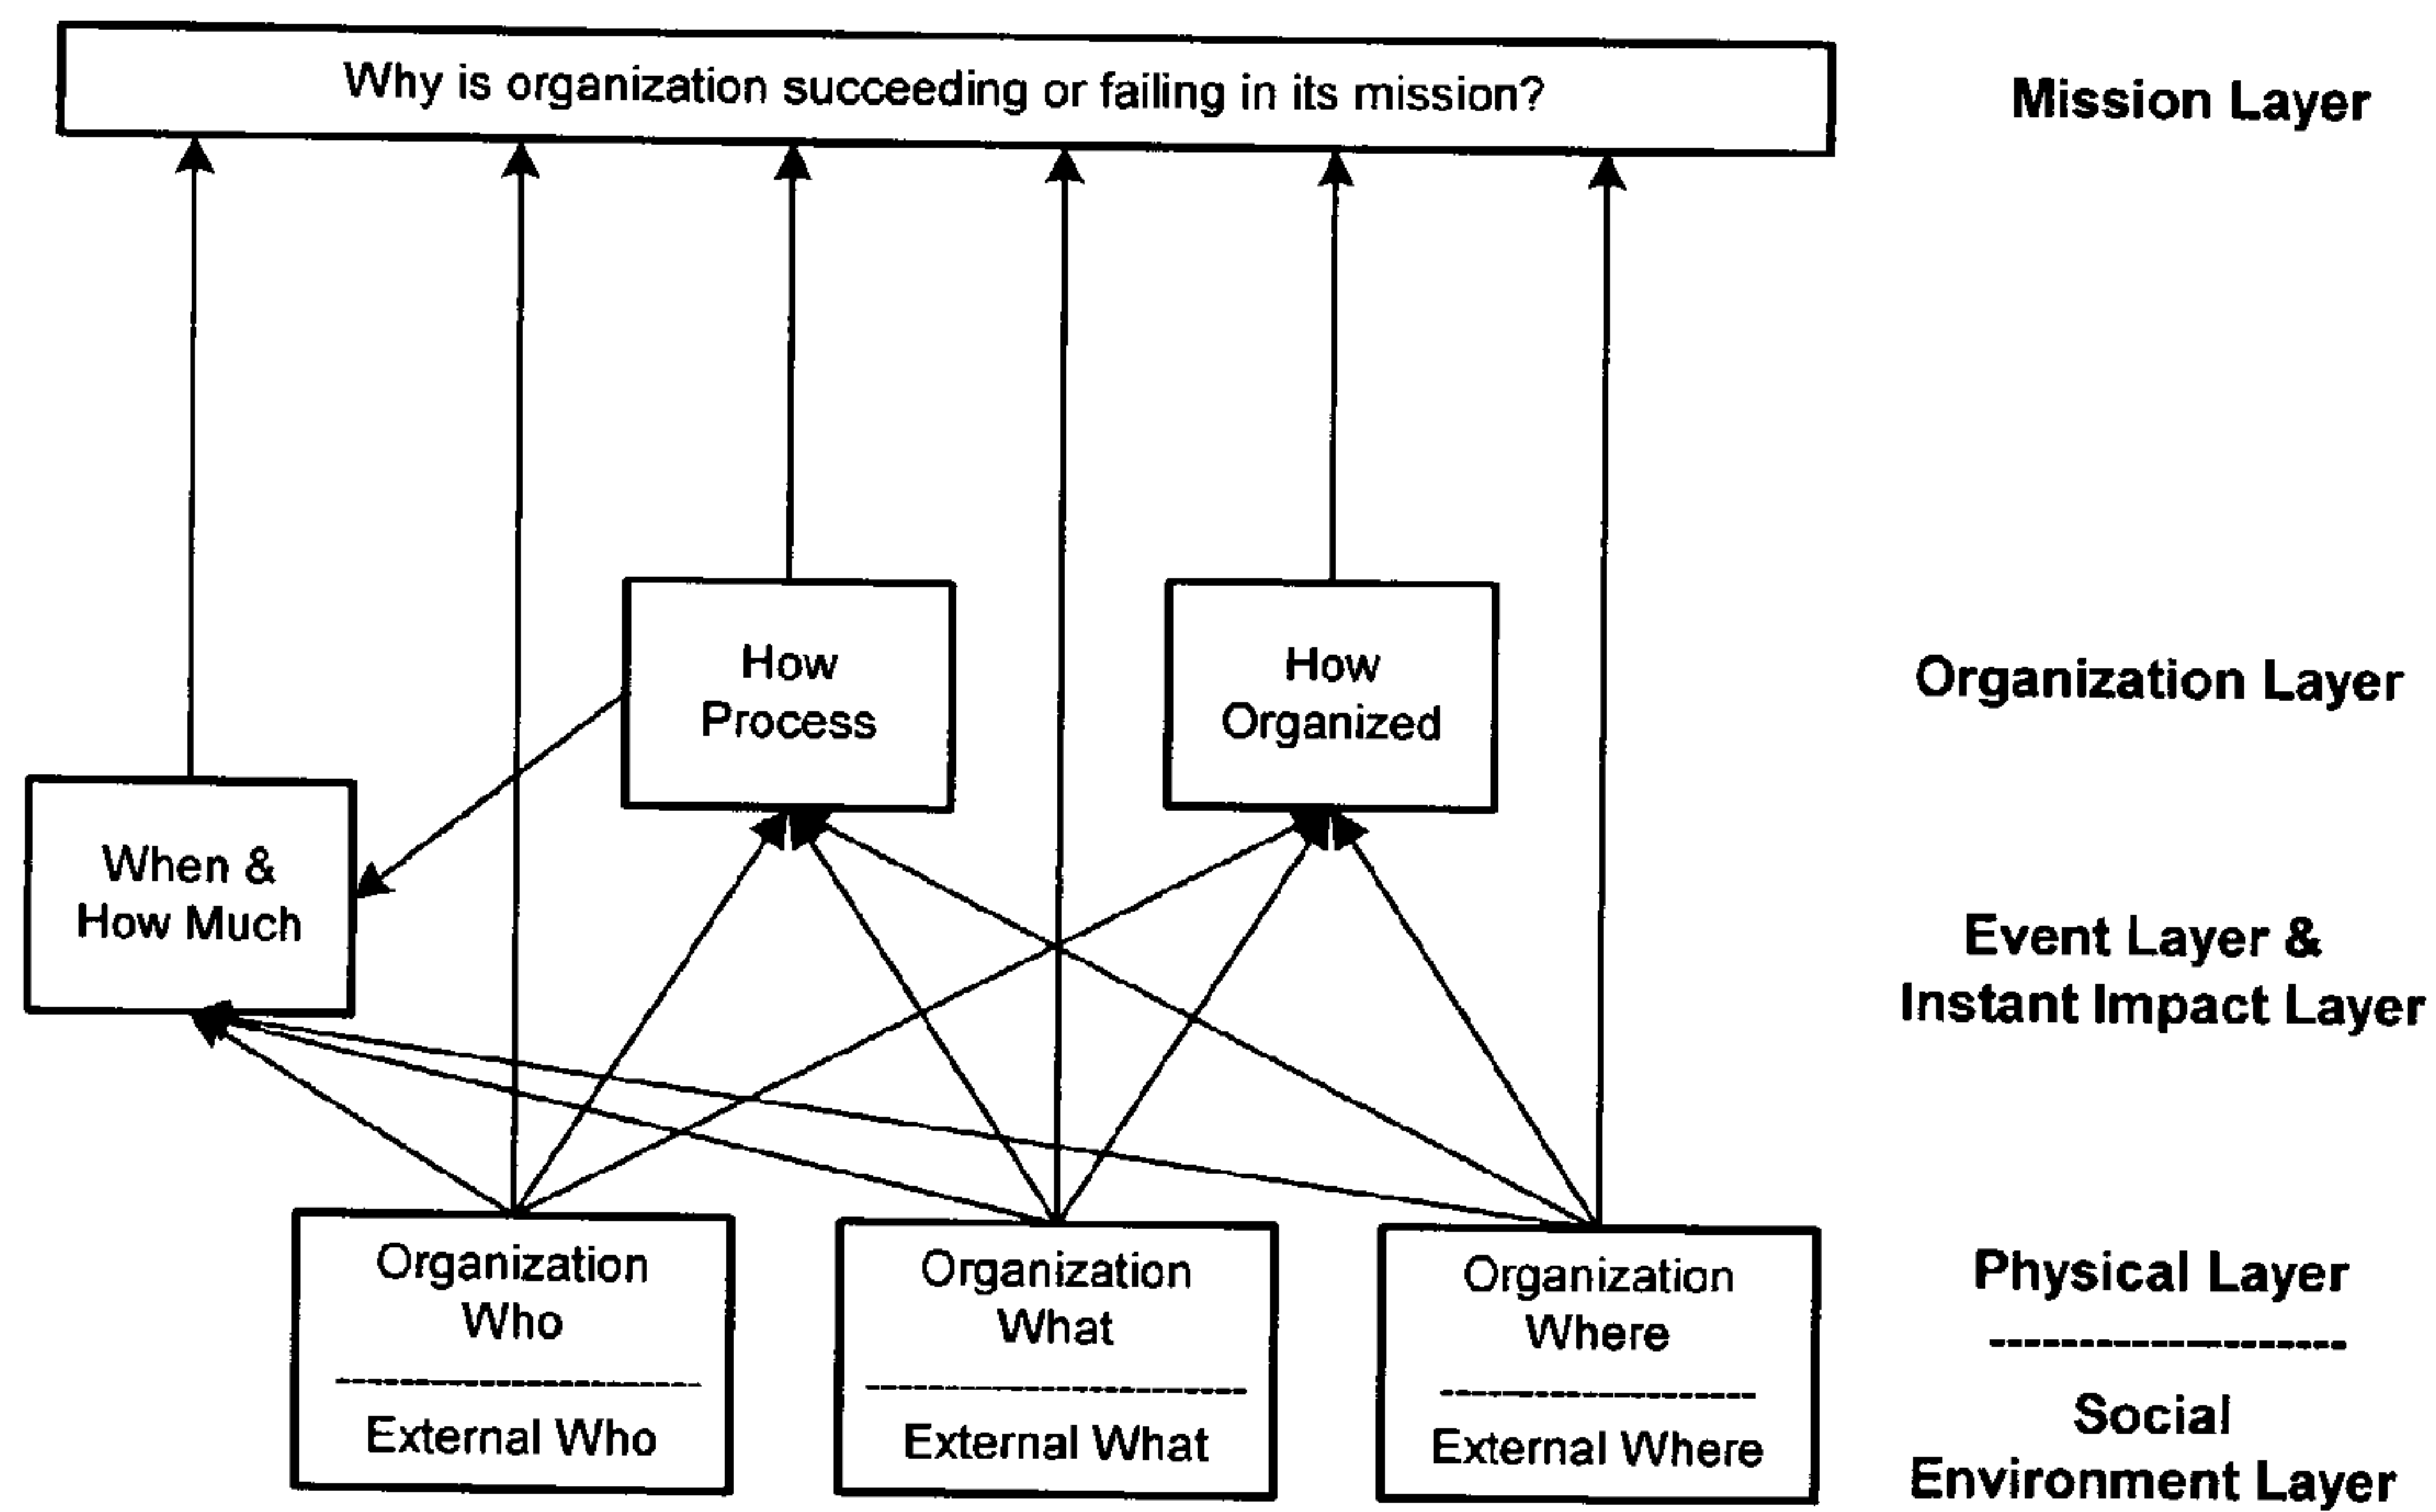 Why is organization succeeding or failing in its mission?
Mission Layer
How
Process
How
Organized
Organization Layer
When &
How Much
Event Layer &
Instant Impact Layer
Organization
Who
External Who
Organization
What
External What
Organization
Where
External Where
Physical Layer
Social
Environment Layer